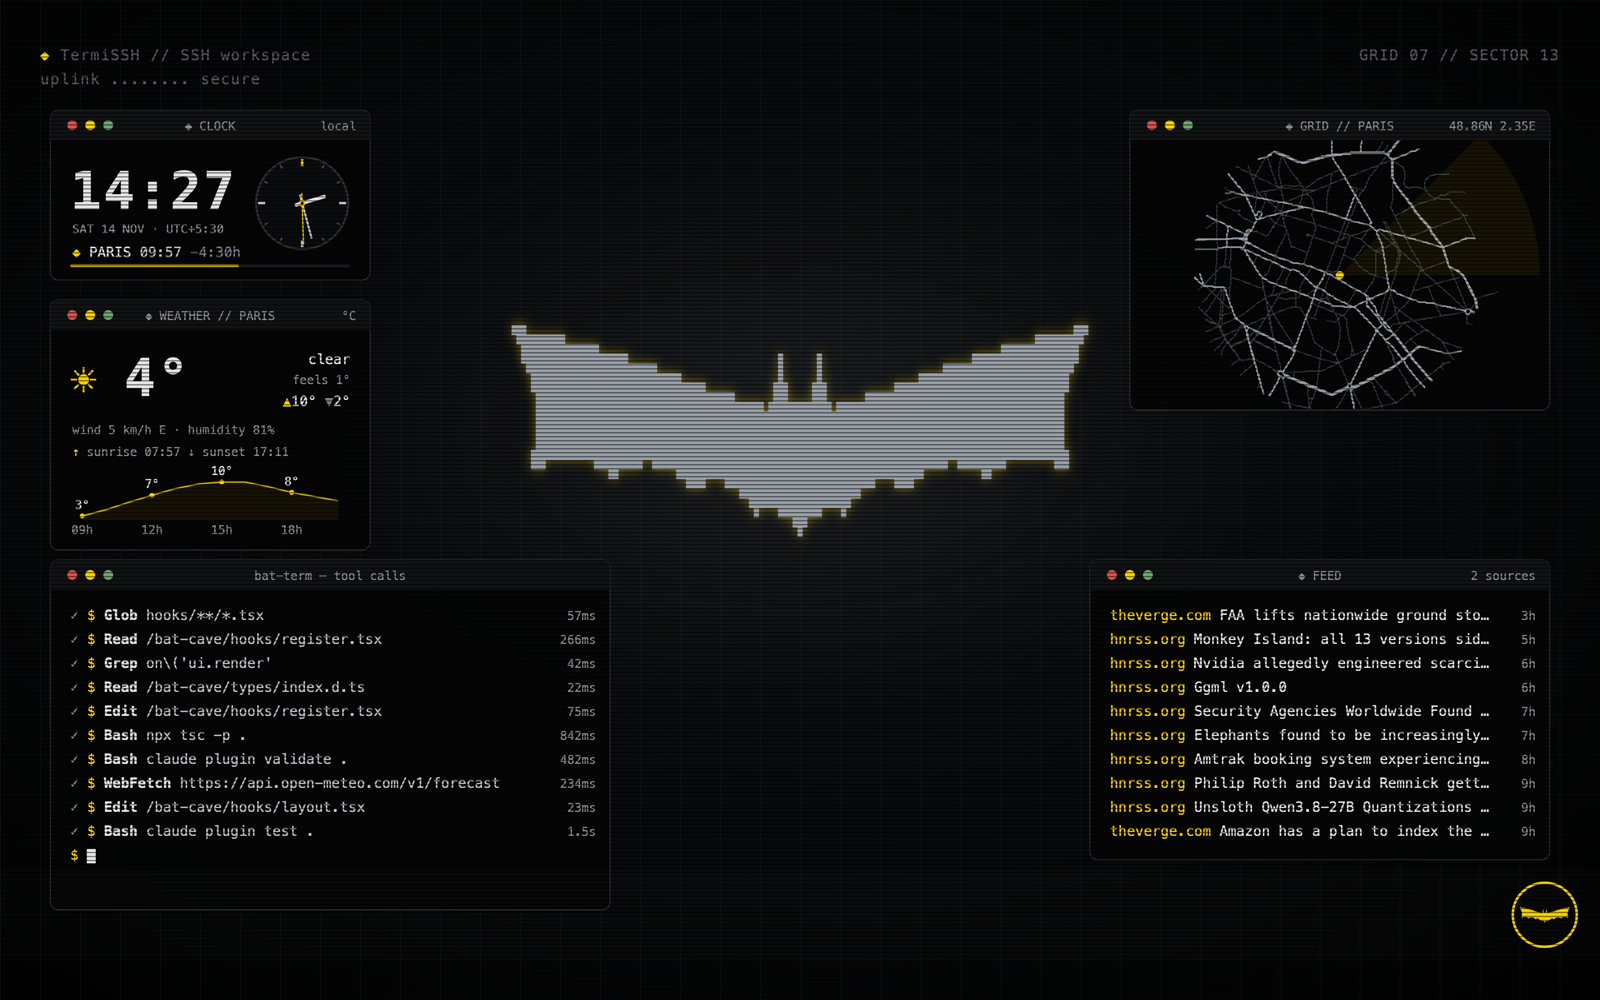 TermiSSH // SSH workspace
uplink ........ secure
GRID 07 // SECTOR 13
CLOCK
local
14:27
SAT 14 NOV · UTC+5:30
PARIS 09:57 −4:30h
WEATHER // PARIS
°C
4°
clear
feels 1°
▲10° ▼2°
wind 5 km/h E · humidity 81%
↑ sunrise 07:57 ↓ sunset 17:11
3°
7°
10°
8°
09h
12h
15h
18h
GRID // PARIS
48.86N 2.35E
bat-term — tool calls
✓ $ Glob hooks/**/*.tsx 57ms
✓ $ Read /bat-cave/hooks/register.tsx 266ms
✓ $ Grep on\('ui.render' 42ms
✓ $ Read /bat-cave/types/index.d.ts 22ms
✓ $ Edit /bat-cave/hooks/register.tsx 75ms
✓ $ Bash npx tsc -p . 842ms
✓ $ Bash claude plugin validate . 482ms
✓ $ WebFetch https://api.open-meteo.com/v1/forecast 234ms
✓ $ Edit /bat-cave/hooks/layout.tsx 23ms
✓ $ Bash claude plugin test . 1.5s
$
FEED
2 sources
theverge.com FAA lifts nationwide ground sto… 3h
hnrss.org Monkey Island: all 13 versions sid… 5h
hnrss.org Nvidia allegedly engineered scarci… 6h
hnrss.org Ggml v1.0.0 6h
hnrss.org Security Agencies Worldwide Found … 7h
hnrss.org Elephants found to be increasingly… 7h
hnrss.org Amtrak booking system experiencing… 8h
hnrss.org Philip Roth and David Remnick gett… 9h
hnrss.org Unsloth Qwen3.8-27B Quantizations … 9h
theverge.com Amazon has a plan to index the … 9h